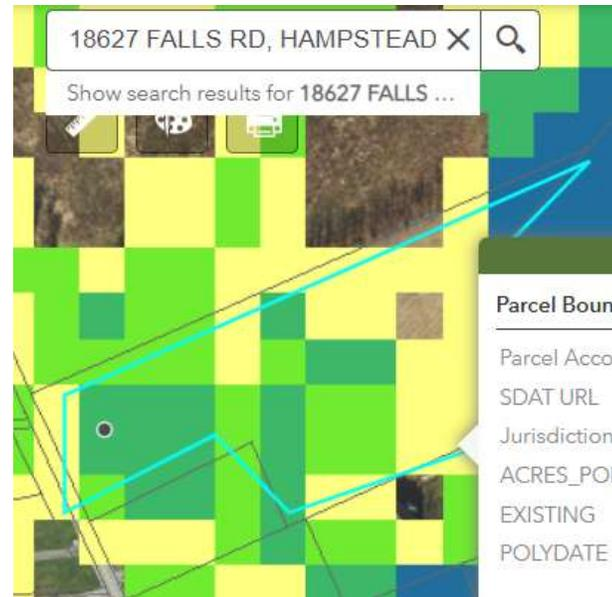 18627 FALLS RD, HAMPSTEAD
Show search results for 18627 FALLS ...
Parcel Boun
Parcel Acco
SDAT URL
Jurisdiction
ACRES_POL
EXISTING
POLYDATE